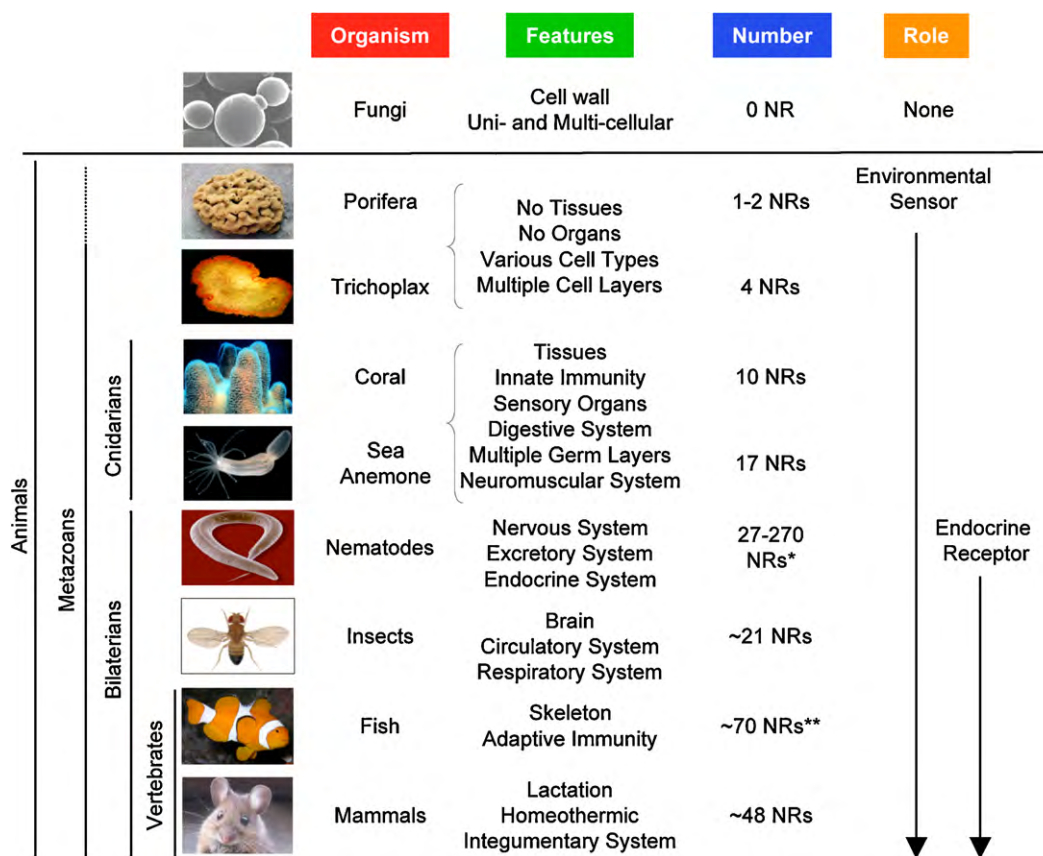 Organism Features Number Role
Fungi
Cell wall
Uni- and Multi-cellular
0 NR
None
Porifera
1-2 NRs
Environmental
Sensor
No Tissues
No Organs
Various Cell Types
Multiple Cell Layers
Trichoplax
4 NRs
Coral
10 NRs
Tissues
Innate Immunity
Sensory Organs
Digestive System
Multiple Germ Layers
Neuromuscular System
Sea
Anemone
17 NRs
Nematodes
Nervous System
Excretory System
Endocrine System
27-270
NRs*
Endocrine
Receptor
Insects
Brain
Circulatory System
Respiratory System
~21 NRs
Fish
Skeleton
Adaptive Immunity
~70 NRs**
Mammals
Lactation
Homeothermic
Integumentary System
~48 NRs
Animals
Metazoans
Cnidarians
Bilaterians
Vertebrates